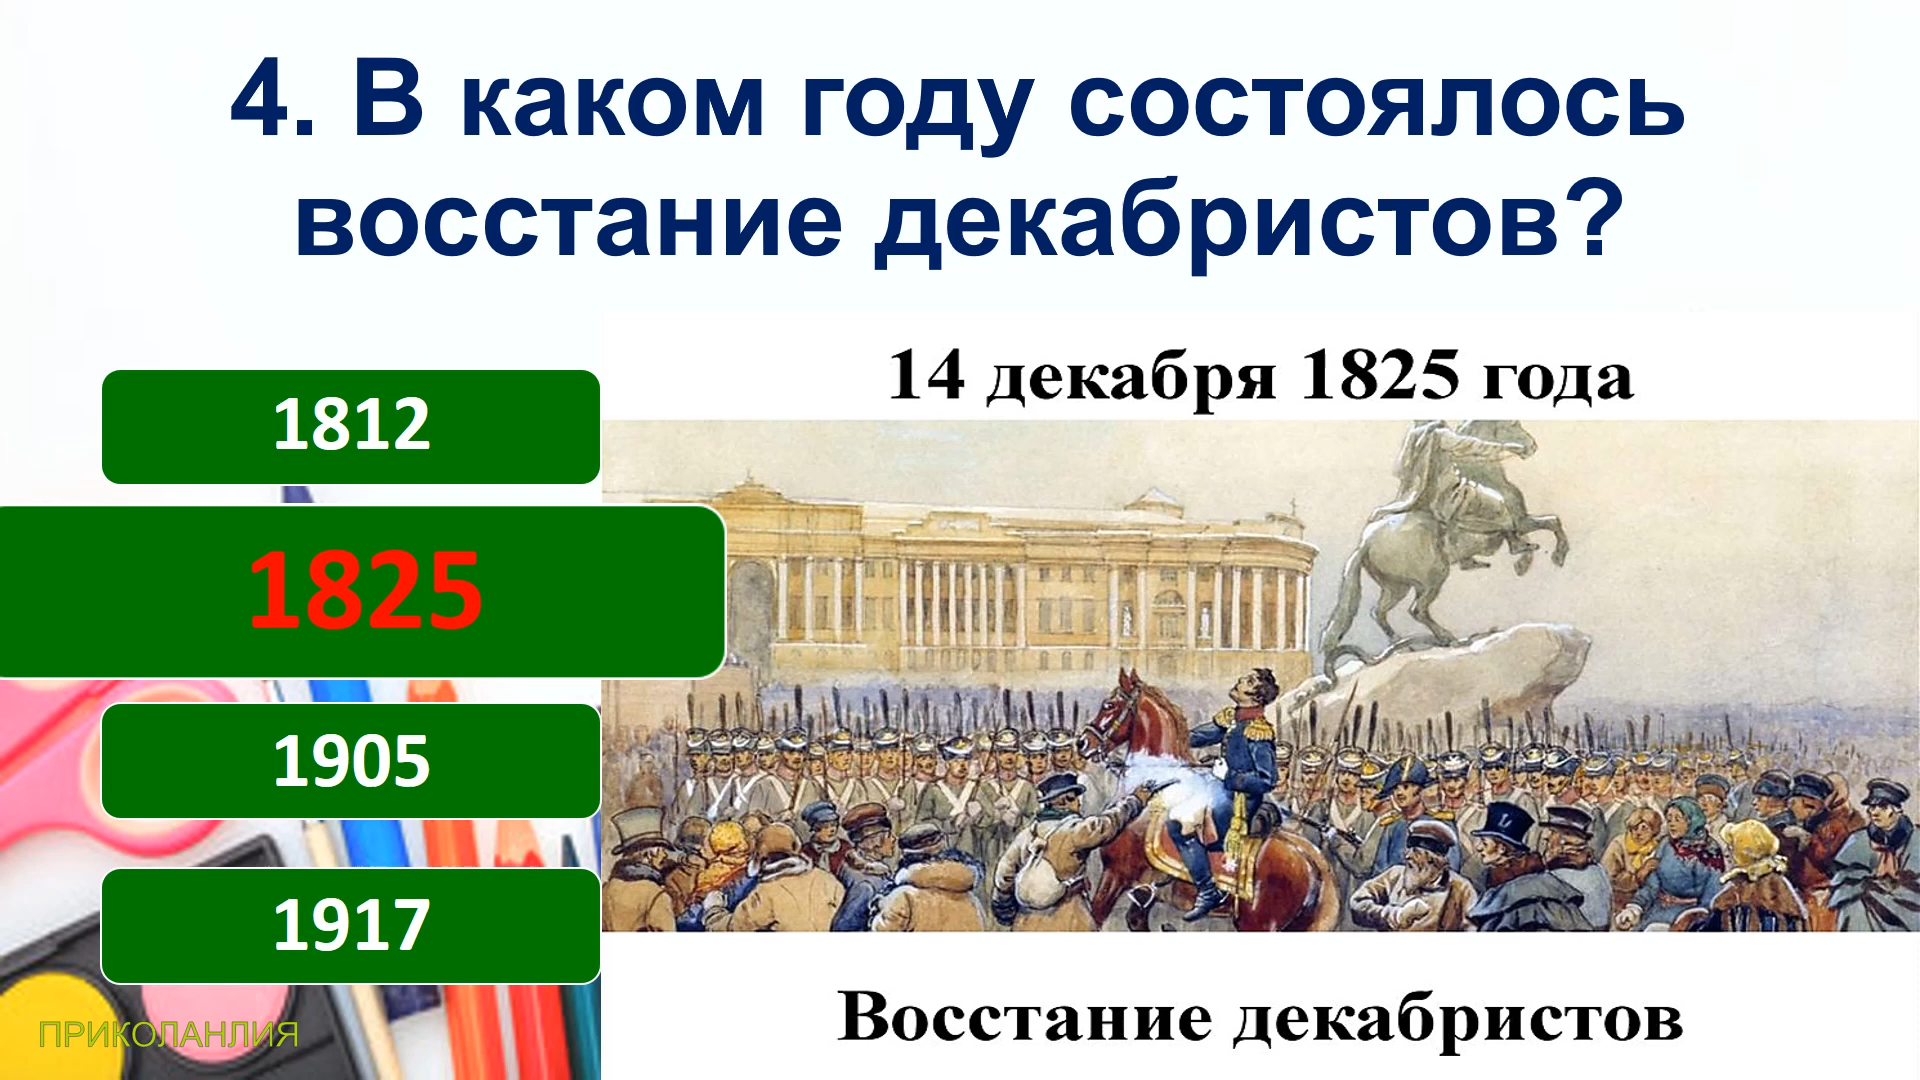 4. В каком году состоялось
восстание декабристов?
1812
1825
1905
1917
14 декабря 1825 года
Восстание декабристов
ПРИКОЛАНЛИЯ